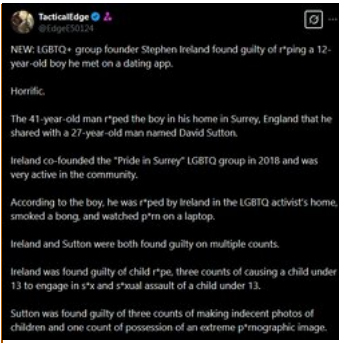 TacticalEdge
@EdgeE50124
NEW: LGBTQ+ group founder Stephen Ireland found guilty of r*ping a 12-
year-old boy he met on a dating app.
Horrific.
The 41-year-old man r*ped the boy in his home in Surrey, England that he
shared with a 27-year-old man named David Sutton.
Ireland co-founded the "Pride in Surrey" LGBTQ group in 2018 and was
very active in the community.
According to the boy, he was r*ped by Ireland in the LGBTQ activist's home,
smoked a bong, and watched p*rn on a laptop.
Ireland and Sutton were both found guilty on multiple counts.
Ireland was found guilty of child r*pe, three counts of causing a child under
13 to engage in s*x and s*xual assault of a child under 13.
Sutton was found guilty of three counts of making indecent photos of
children and one count of possession of an extreme p*rnographic image.